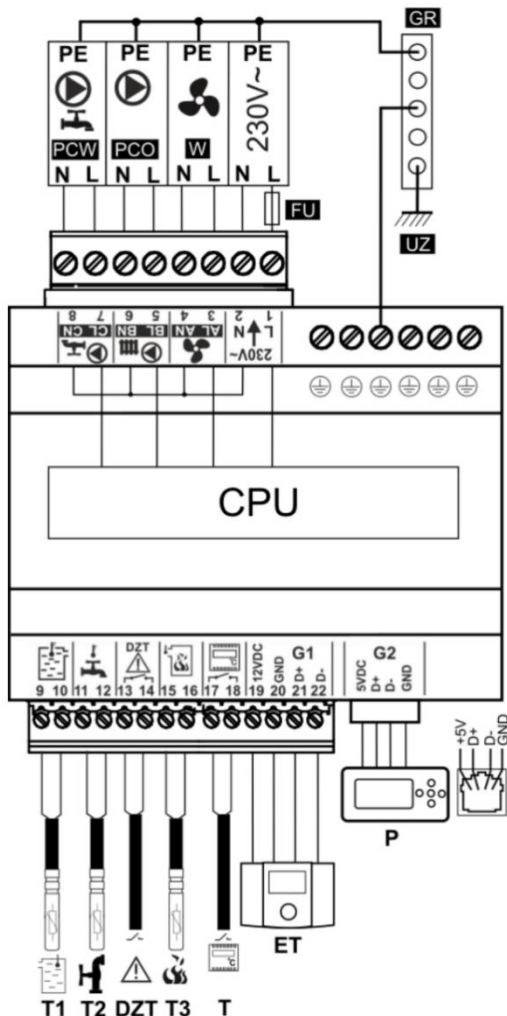 GR
PE PE PE PE
230V~
PCW PCO W
N L N L N L N L
FU
UZ
8 7 6 5 4 3 2 1
CL CN BL BN AL AN N L
230V~
CPU
DZT G1 G2
12VDC GND D+ D-
5VDC D+ D- GND
9 10 11 12 13 14 15 16 17 18 19 20 21 22
+5V D+ D- GND
P
ET
T1 T2 DZT T3 T